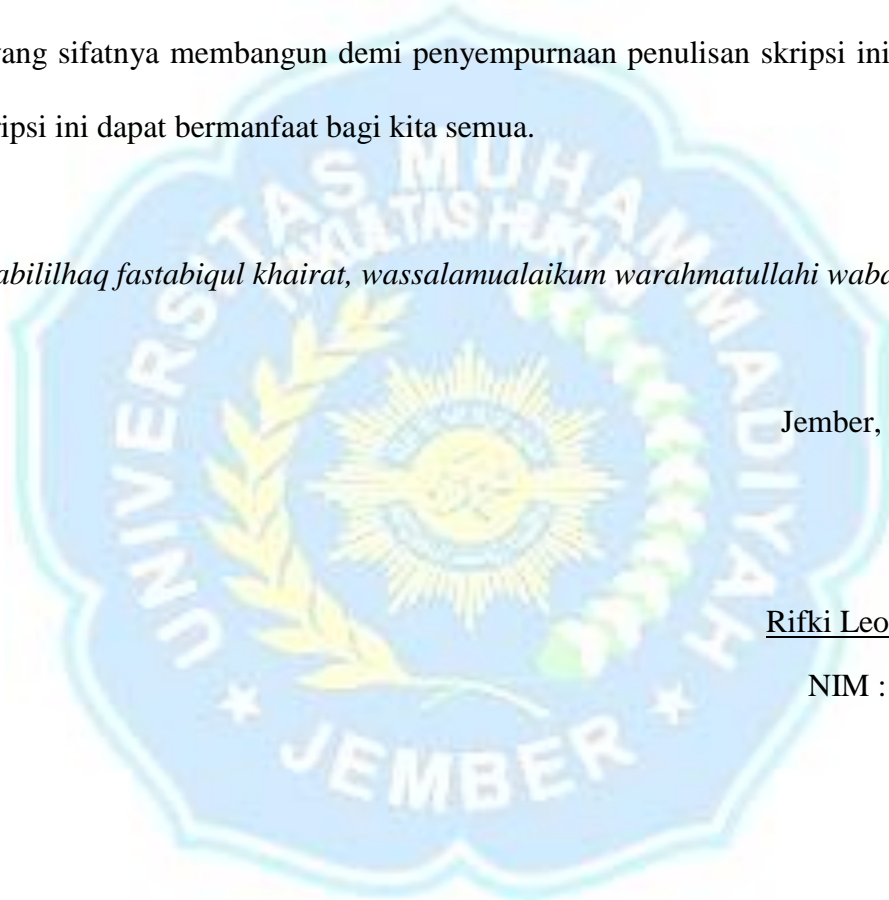 yang sifatnya membangun demi penyempurnaan penulisan skripsi ini
ripsi ini dapat bermanfaat bagi kita semua.
UNIVERSITAS MUHAMMADIYAH
FAKULTAS HUKUM
abililhaq fastabiqul khairat, wassalamualaikum warahmatullahi waba
Jember,
Rifki Leo
NIM :
JEMBER